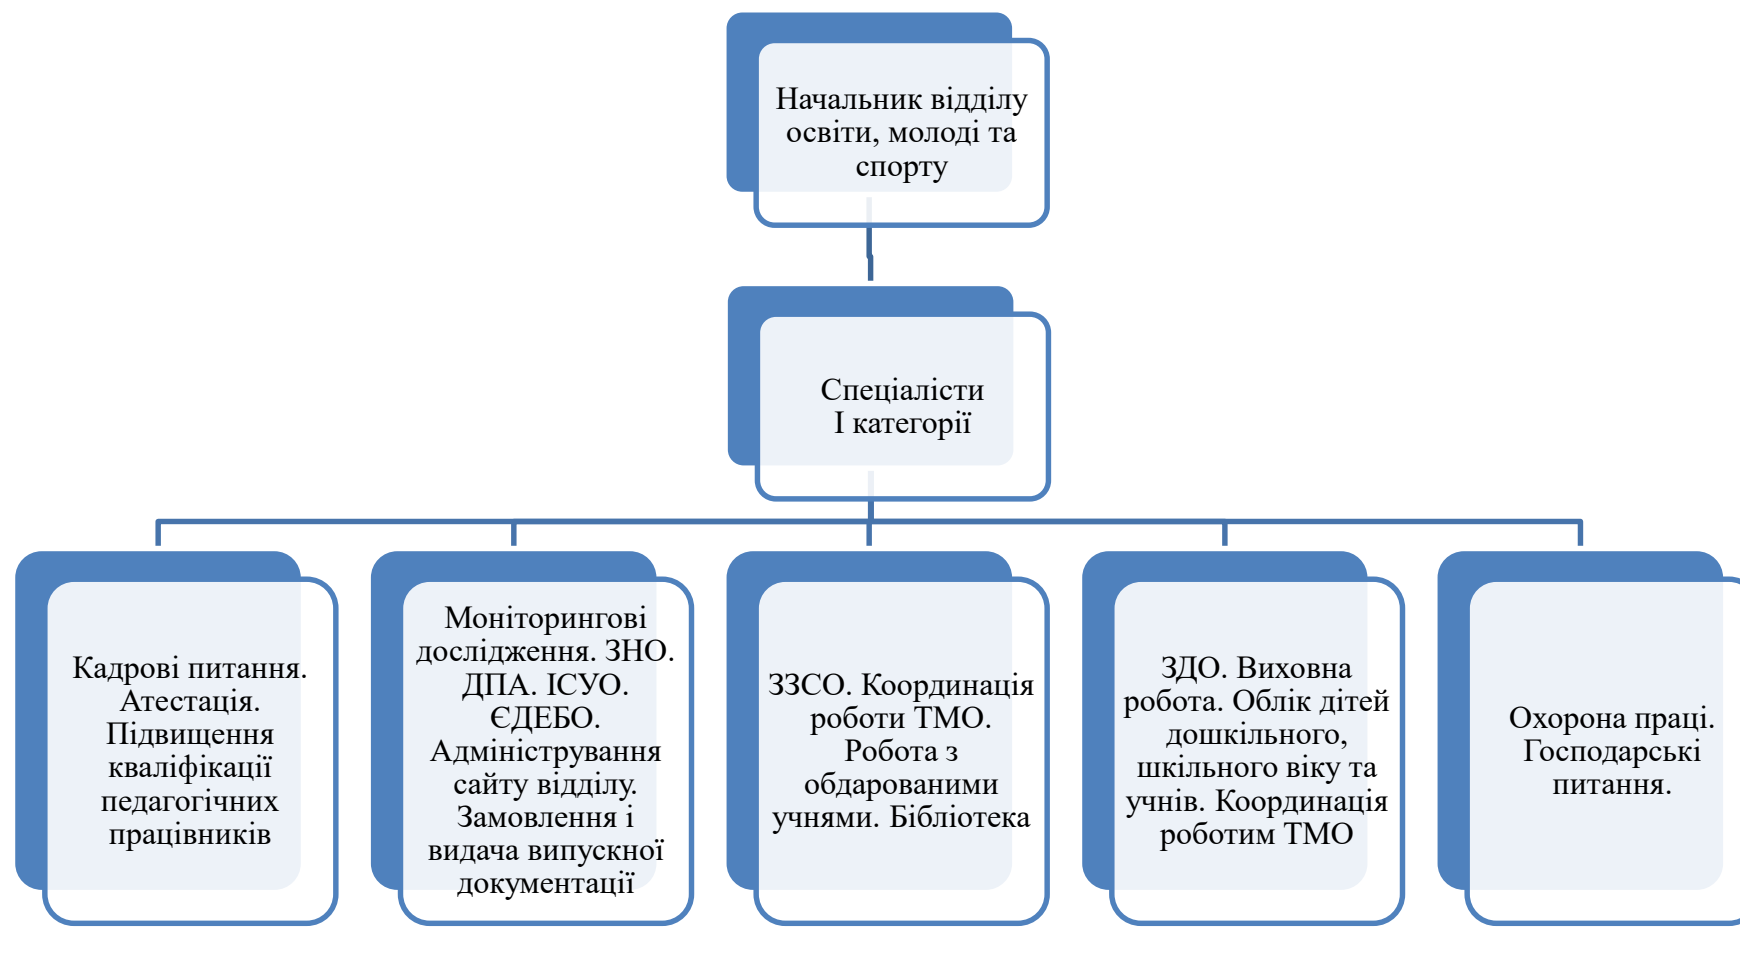 Начальник відділу
освіти, молоді та
спорту
Спеціалісти
І категорії
Кадрові питання.
Атестація.
Підвищення
кваліфікації
педагогічних
працівників
Моніторингові
дослідження. ЗНО.
ДПА. ІСУО.
ЄДЕБО.
Адміністрування
сайту відділу.
Замовлення і
видача випускної
документації
ЗЗСО. Координація
роботи ТМО.
Робота з
обдарованими
учнями. Бібліотека
ЗДО. Виховна
робота. Облік дітей
дошкільного,
шкільного віку та
учнів. Координація
роботим ТМО
Охорона праці.
Господарські
питання.